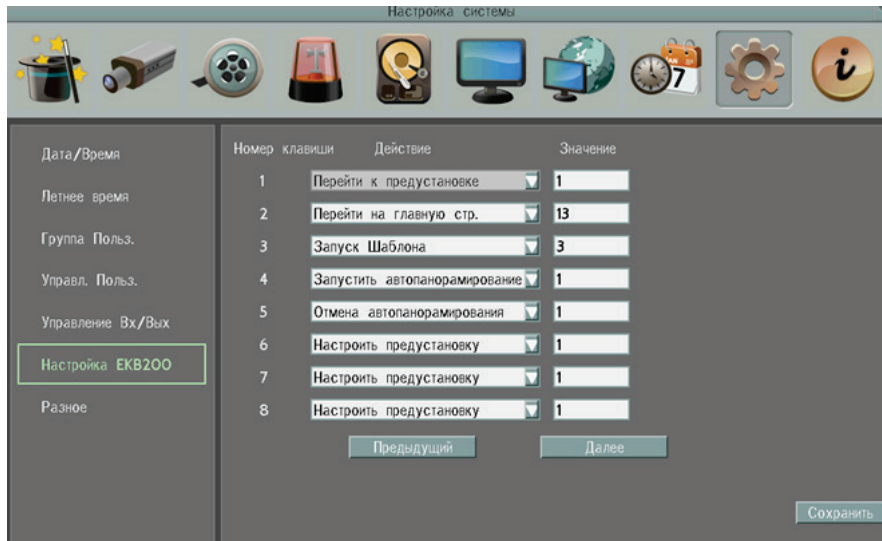 Настройка системы
JAN
7
i
Дата/Время
Летнее время
Группа Польз.
Управл. Польз.
Управление Вх/Вых
Настройка EKB200
Разное
Номер клавиши Действие Значение
1 Перейти к предустановке 1
2 Перейти на главную стр. 13
3 Запуск Шаблона 3
4 Запустить автопанорамирование 1
5 Отмена автопанорамирования 1
6 Настроить предустановку 1
7 Настроить предустановку 1
8 Настроить предустановку 1
Предыдущий Далее
Сохранить